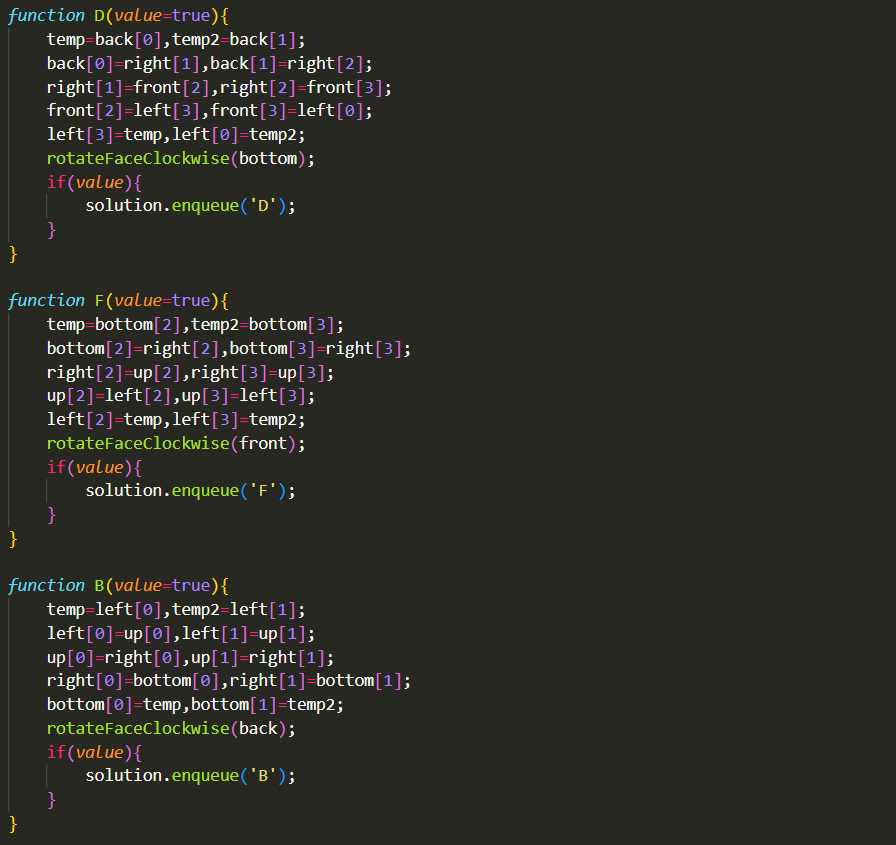 function D(value=true){
    temp=back[0],temp2=back[1];
    back[0]=right[1],back[1]=right[2];
    right[1]=front[2],right[2]=front[3];
    front[2]=left[3],front[3]=left[0];
    left[3]=temp,left[0]=temp2;
    rotateFaceClockwise(bottom);
    if(value){
        solution.enqueue('D');
    }
}

function F(value=true){
    temp=bottom[2],temp2=bottom[3];
    bottom[2]=right[2],bottom[3]=right[3];
    right[2]=up[2],right[3]=up[3];
    up[2]=left[2],up[3]=left[3];
    left[2]=temp,left[3]=temp2;
    rotateFaceClockwise(front);
    if(value){
        solution.enqueue('F');
    }
}

function B(value=true){
    temp=left[0],temp2=left[1];
    left[0]=up[0],left[1]=up[1];
    up[0]=right[0],up[1]=right[1];
    right[0]=bottom[0],right[1]=bottom[1];
    bottom[0]=temp,bottom[1]=temp2;
    rotateFaceClockwise(back);
    if(value){
        solution.enqueue('B');
    }
}